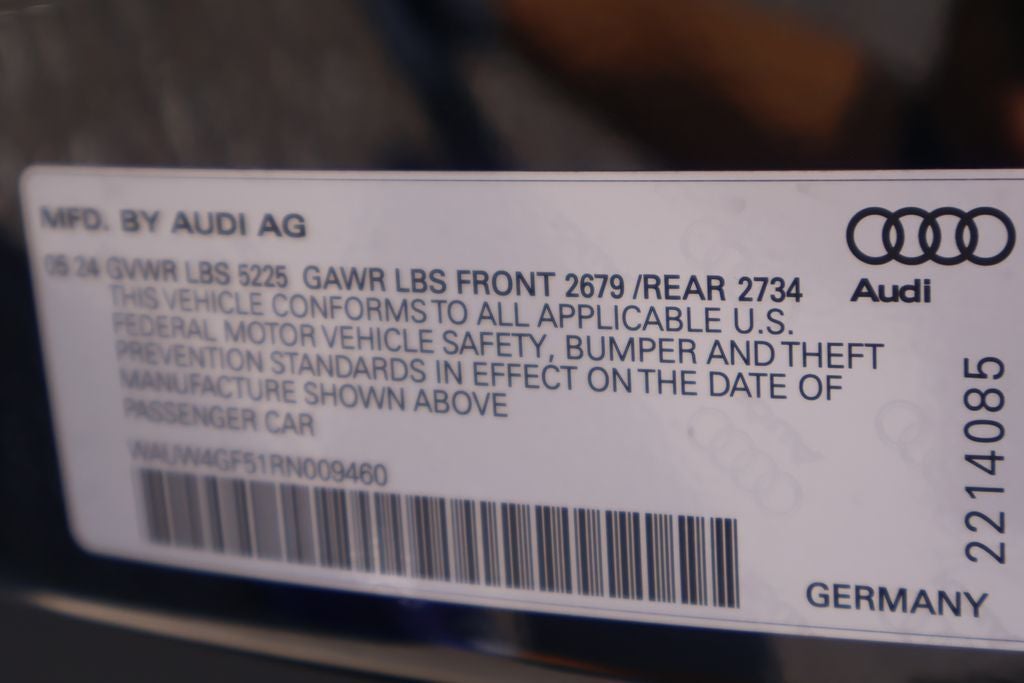 MFD. BY AUDI AG
05 24 GVWR LBS 5225 GAWR LBS FRONT 2679 /REAR 2734
THIS VEHICLE CONFORMS TO ALL APPLICABLE U.S.
FEDERAL MOTOR VEHICLE SAFETY, BUMPER AND THEFT
PREVENTION STANDARDS IN EFFECT ON THE DATE OF
MANUFACTURE SHOWN ABOVE
PASSENGER CAR
WAUW4GF51RN009460
Audi
2214085
GERMANY